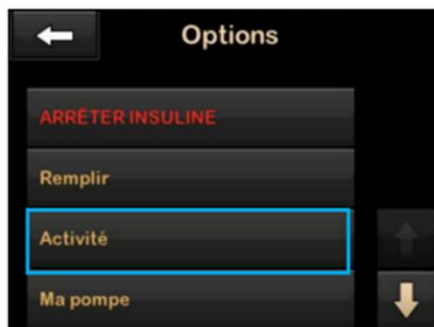 Options
ARRÊTER INSULINE
Remplir
Activité
Ma pompe